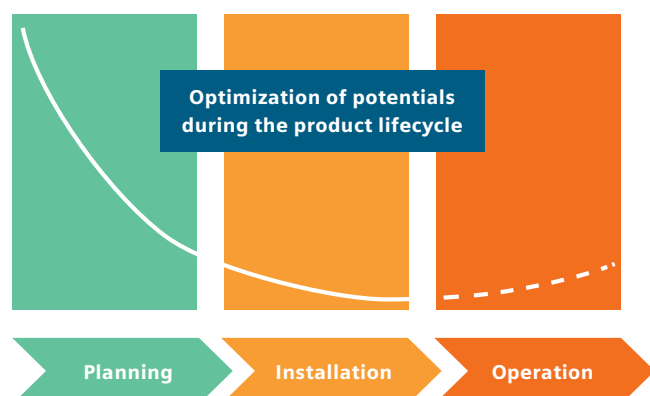 Optimization of potentials
during the product lifecycle
Planning
Installation
Operation